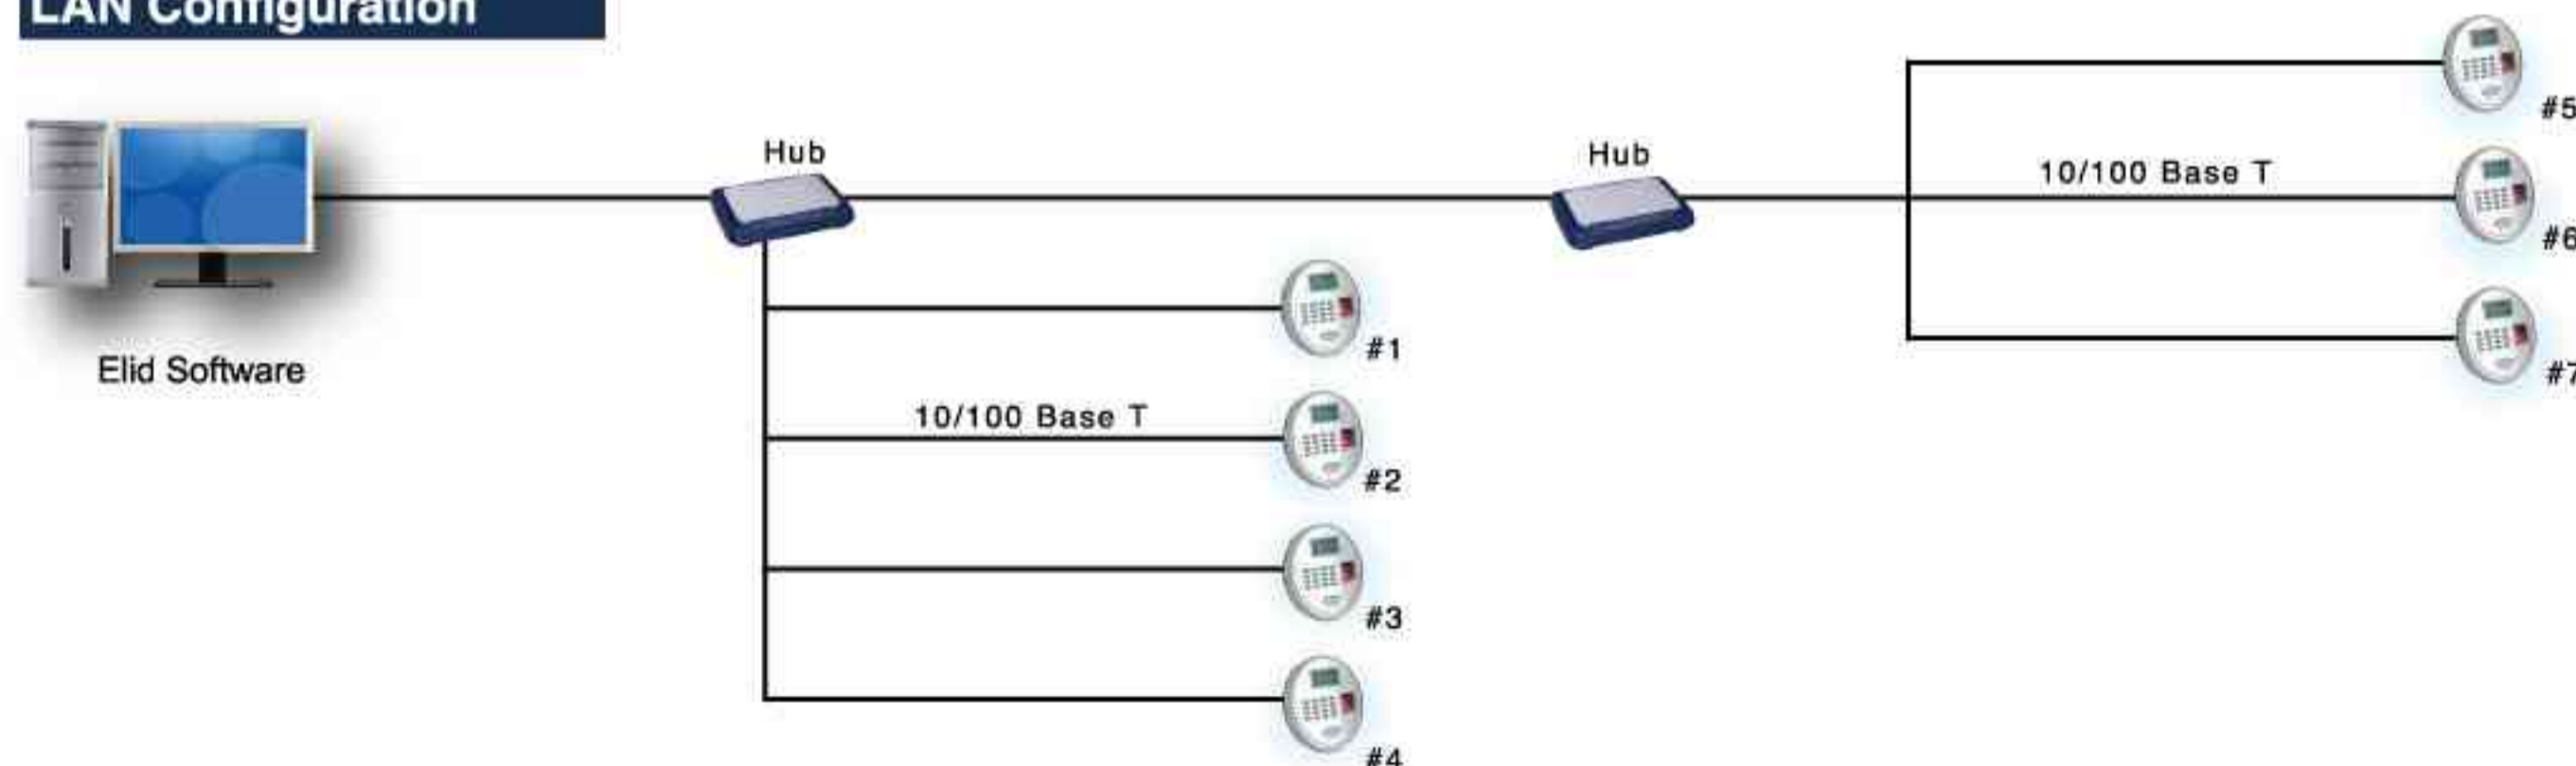 LAN Configuration
Hub
Hub
10/100 Base T
#5
#6
#7
Elid Software
#1
10/100 Base T
#2
#3
#4